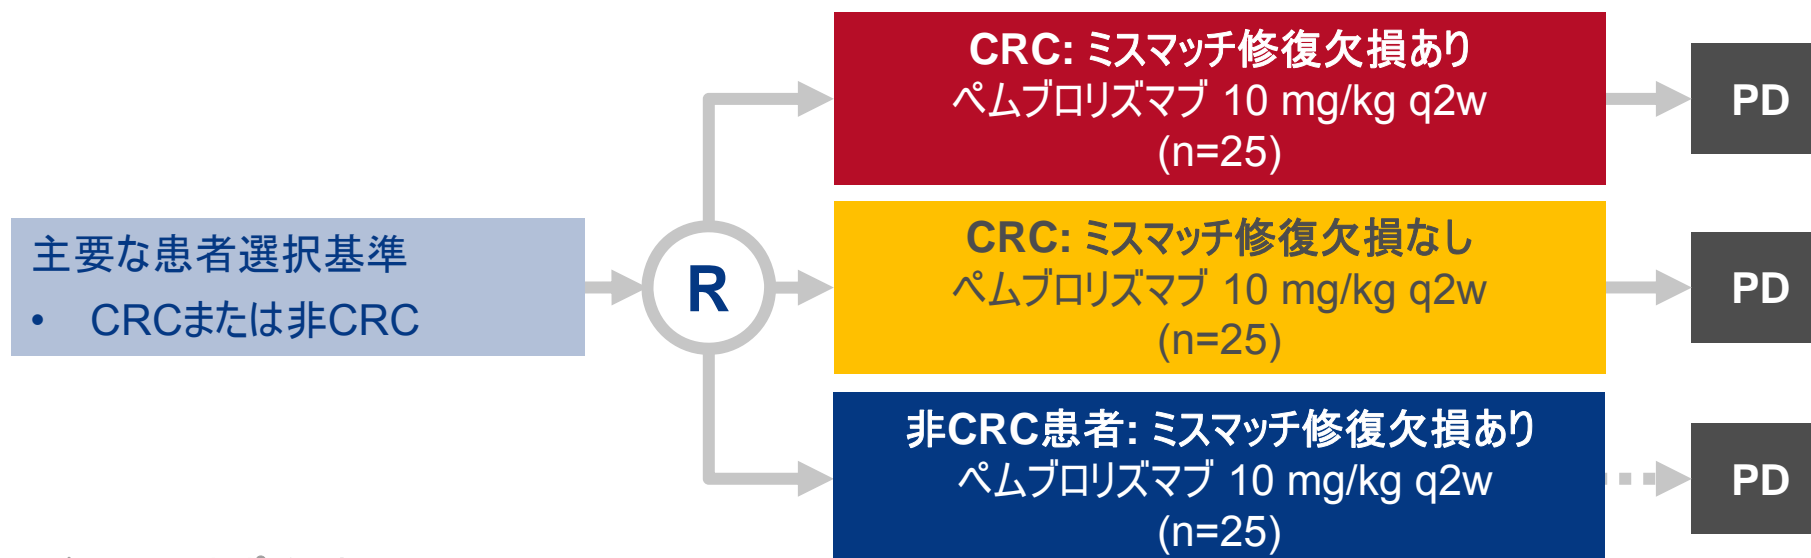 主要な患者選択基準
• CRCまたは非CRC
R
CRC: ミスマッチ修復欠損あり
ペムブロリズマブ 10 mg/kg q2w
(n=25)
PD
CRC: ミスマッチ修復欠損なし
ペムブロリズマブ 10 mg/kg q2w
(n=25)
PD
非CRC患者: ミスマッチ修復欠損あり
ペムブロリズマブ 10 mg/kg q2w
(n=25)
PD